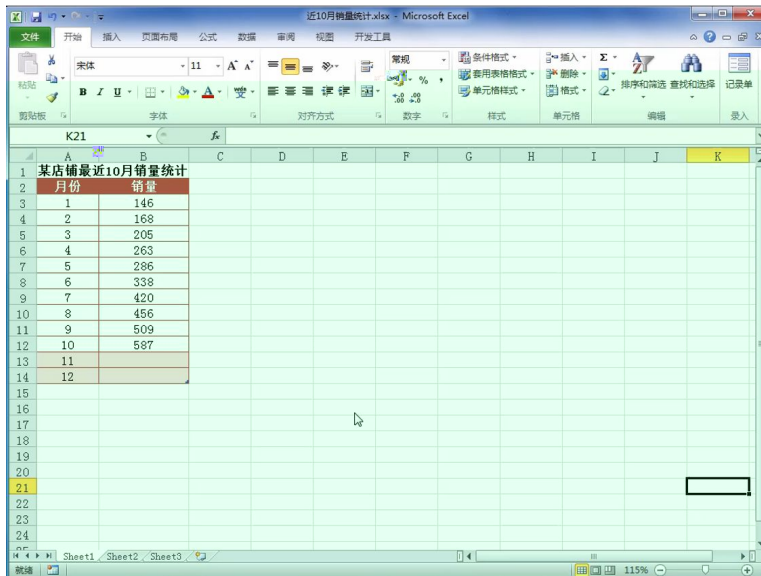 近10月销量统计.xlsx - Microsoft Excel
文件 开始 插入 页面布局 公式 数据 审阅 视图 开发工具
宋体 11 常规 条件格式 插入 Σ
粘贴 套用表格格式 删除 排序和筛选 查找和选择 记录单
B I U A 单元格样式 格式
剪贴板 字体 对齐方式 数字 样式 单元格 编辑 录入
K21 fx
A B C D E F G H I J K
1 某店铺最近10月销量统计
2 月份 销量
3 1 146
4 2 168
5 3 205
6 4 263
7 5 286
8 6 338
9 7 420
10 8 456
11 9 509
12 10 587
13 11
14 12
15
16
17
18
19
20
21
22
23
24
Sheet1 Sheet2 Sheet3
就绪 115%